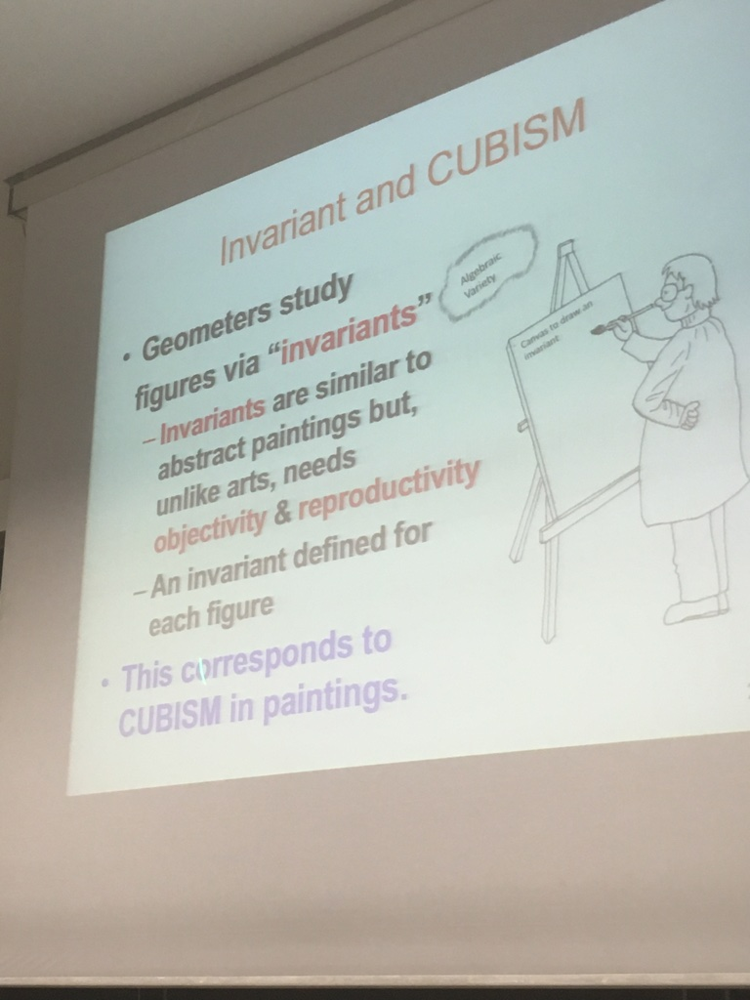 Invariant and CUBISM
• Geometers study
figures via “invariants”
– Invariants are similar to
abstract paintings but,
unlike arts, needs
objectivity & reproductivity
– An invariant defined for
each figure
• This corresponds to
CUBISM in paintings.
Algebraic
Variety
Canvas to draw an
invariant